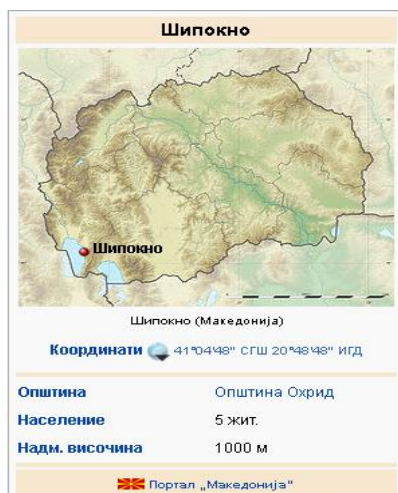 Шипокно
Шипокно
Шипокно (Македонија)
Координати 41°04′48″ СГШ 20°48′48″ ИГД
Општина Општина Охрид
Население 5 жит.
Надм. височина 1000 м
Портал „Македонија"